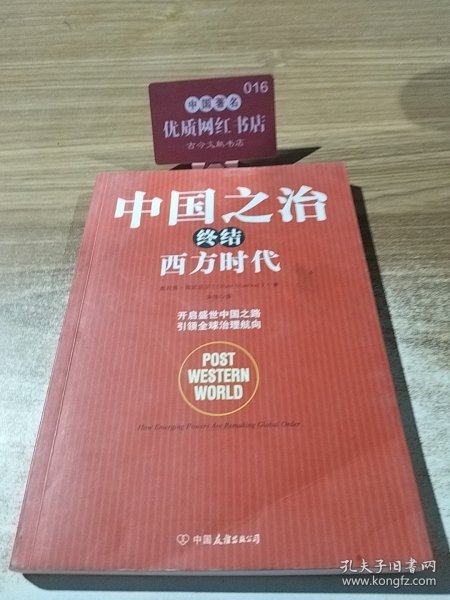 016
中国著名
优质网红书店
古今文献书店
中国之治
终结
西方时代
开启盛世中国之路
引领全球治理航向
POST
WESTERN
WORLD
How Emerging Powers Are Remaking Global Order
中国友谊出版公司
孔夫子旧书网
www.kongfz.com